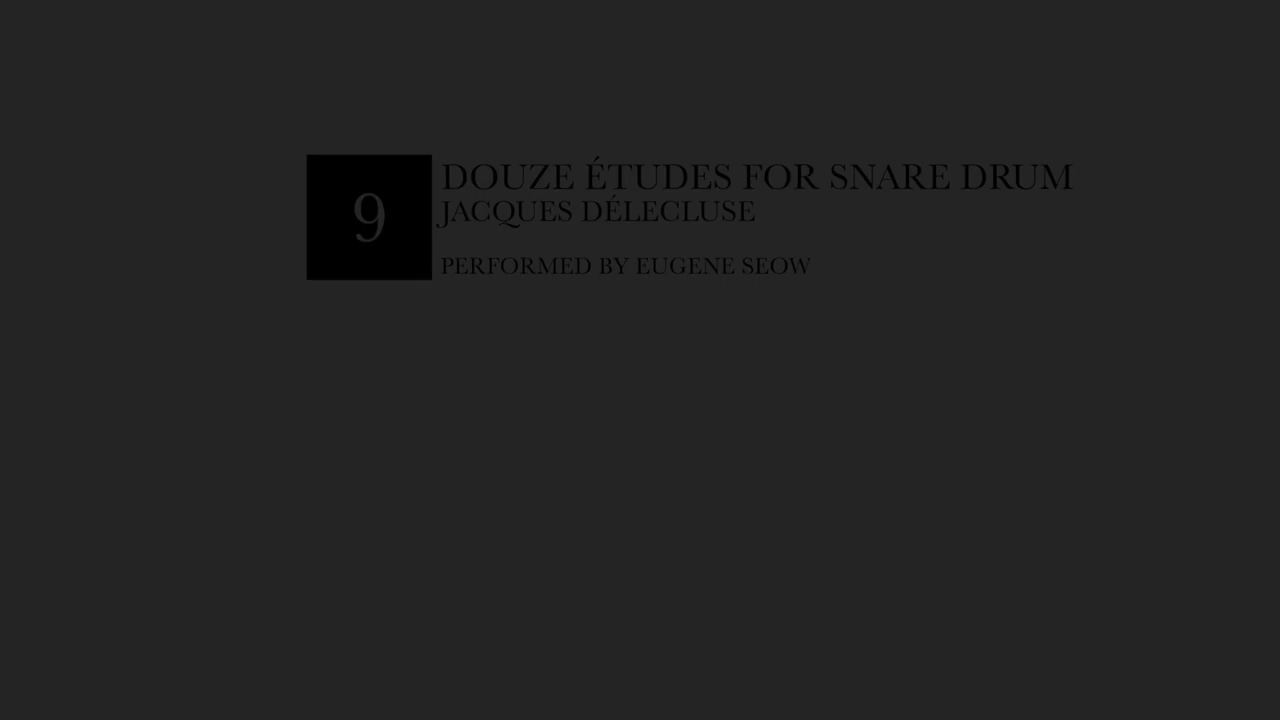 9
DOUZE ÉTUDES FOR SNARE DRUM
JACQUES DÉLECLUSE
PERFORMED BY EUGENE SEOW